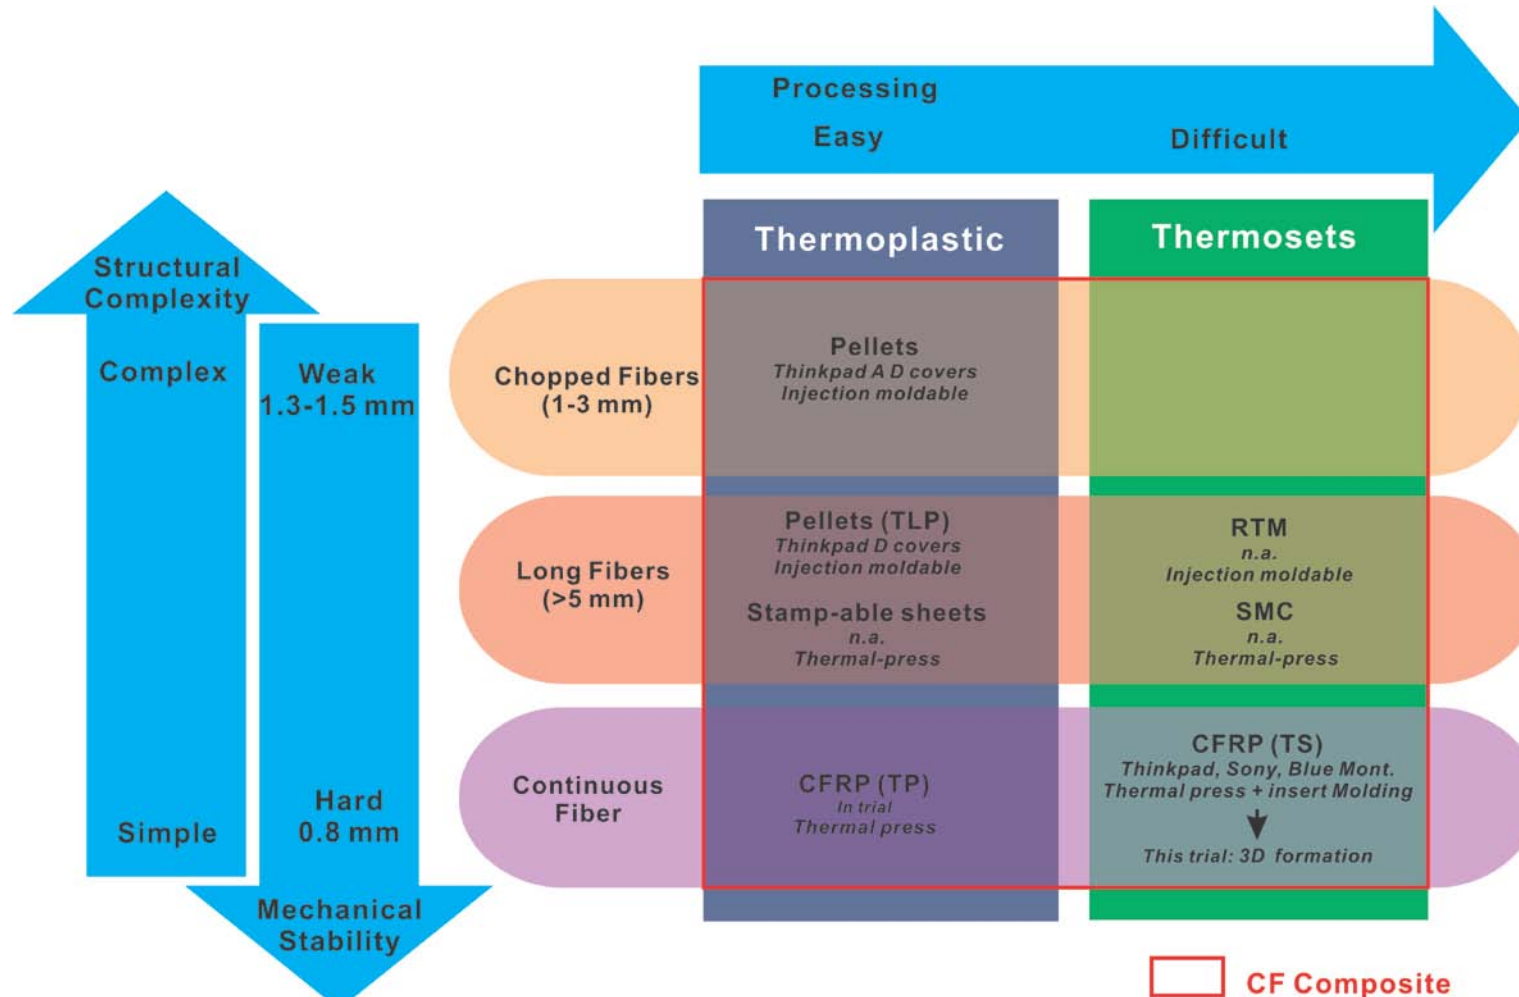 Processing
Easy
Difficult
Structural
Complexity
Complex
Simple
Weak
1.3-1.5 mm
Hard
0.8 mm
Mechanical
Stability
Thermoplastic
Thermosets
Chopped Fibers
(1-3 mm)
Pellets
Thinkpad A D covers
Injection moldable
Long Fibers
(>5 mm)
Pellets (TLP)
Thinkpad D covers
Injection moldable
Stamp-able sheets
n.a.
Thermal-press
RTM
n.a.
Injection moldable
SMC
n.a.
Thermal-press
Continuous
Fiber
CFRP (TP)
In trial
Thermal press
CFRP (TS)
Thinkpad, Sony, Blue Mont.
Thermal press + insert Molding
This trial: 3D formation
CF Composite